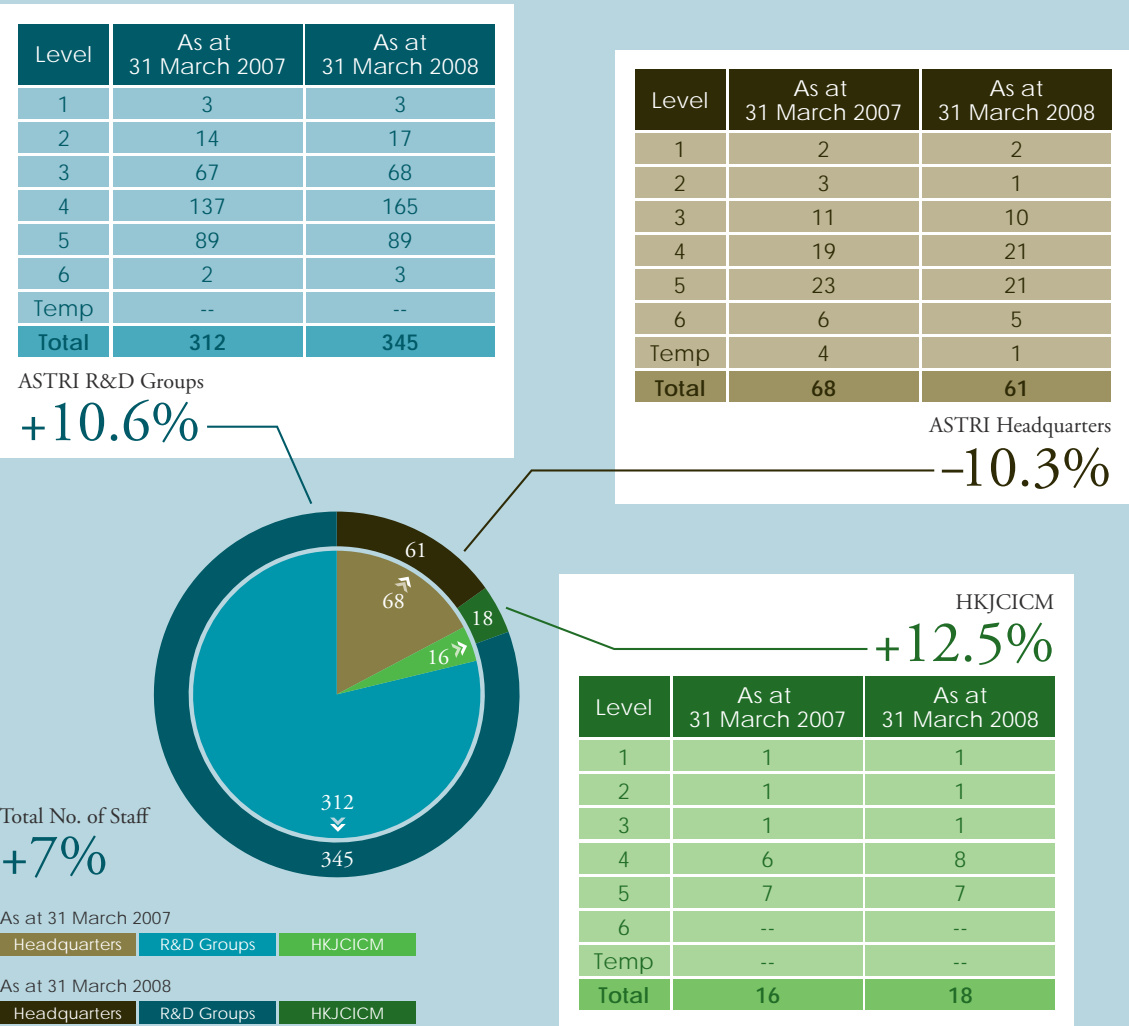 Level As at 31 March 2007 As at 31 March 2008
1 3 3
2 14 17
3 67 68
4 137 165
5 89 89
6 2 3
Temp -- --
Total 312 345
ASTRI R&D Groups
+10.6%
Level As at 31 March 2007 As at 31 March 2008
1 2 2
2 3 1
3 11 10
4 19 21
5 23 21
6 6 5
Temp 4 1
Total 68 61
ASTRI Headquarters
–10.3%
61
68
18
16
312
345
HKJCICM
+12.5%
Level As at 31 March 2007 As at 31 March 2008
1 1 1
2 1 1
3 1 1
4 6 8
5 7 7
6 -- --
Temp -- --
Total 16 18
Total No. of Staff
+7%
As at 31 March 2007
Headquarters R&D Groups HKJCICM
As at 31 March 2008
Headquarters R&D Groups HKJCICM